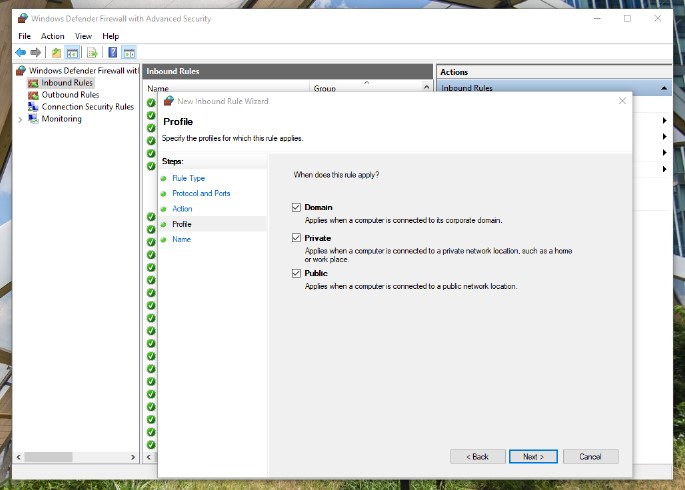 Windows Defender Firewall with Advanced Security
File Action View Help
Windows Defender Firewall wit
Inbound Rules
Outbound Rules
Connection Security Rules
Monitoring
Inbound Rules
Name Group
Actions
Inbound Rules
New Inbound Rule Wizard
Profile
Specify the profiles for which this rule applies.
Steps:
Rule Type
Protocol and Ports
Action
Profile
Name
When does this rule apply?
Domain
Applies when a computer is connected to its corporate domain.
Private
Applies when a computer is connected to a private network location, such as a home
or work place.
Public
Applies when a computer is connected to a public network location.
< Back Next > Cancel